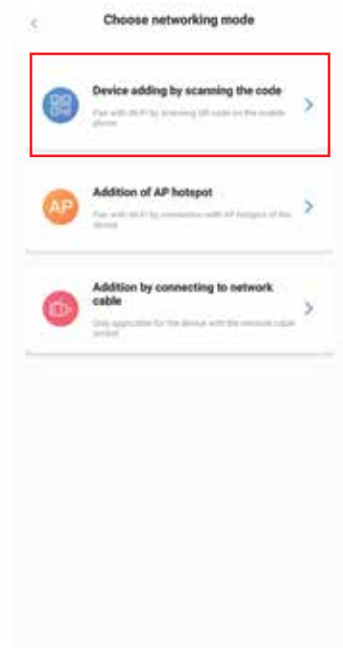 Choose networking mode
Device adding by scanning the code
Pair with Wi-Fi by scanning QR code on the mobile
phone
Addition of AP hotspot
AP
Pair with Wi-Fi by connection with AP hotspot of the
device
Addition by connecting to network
cable
Only applicable for the device with the network cable